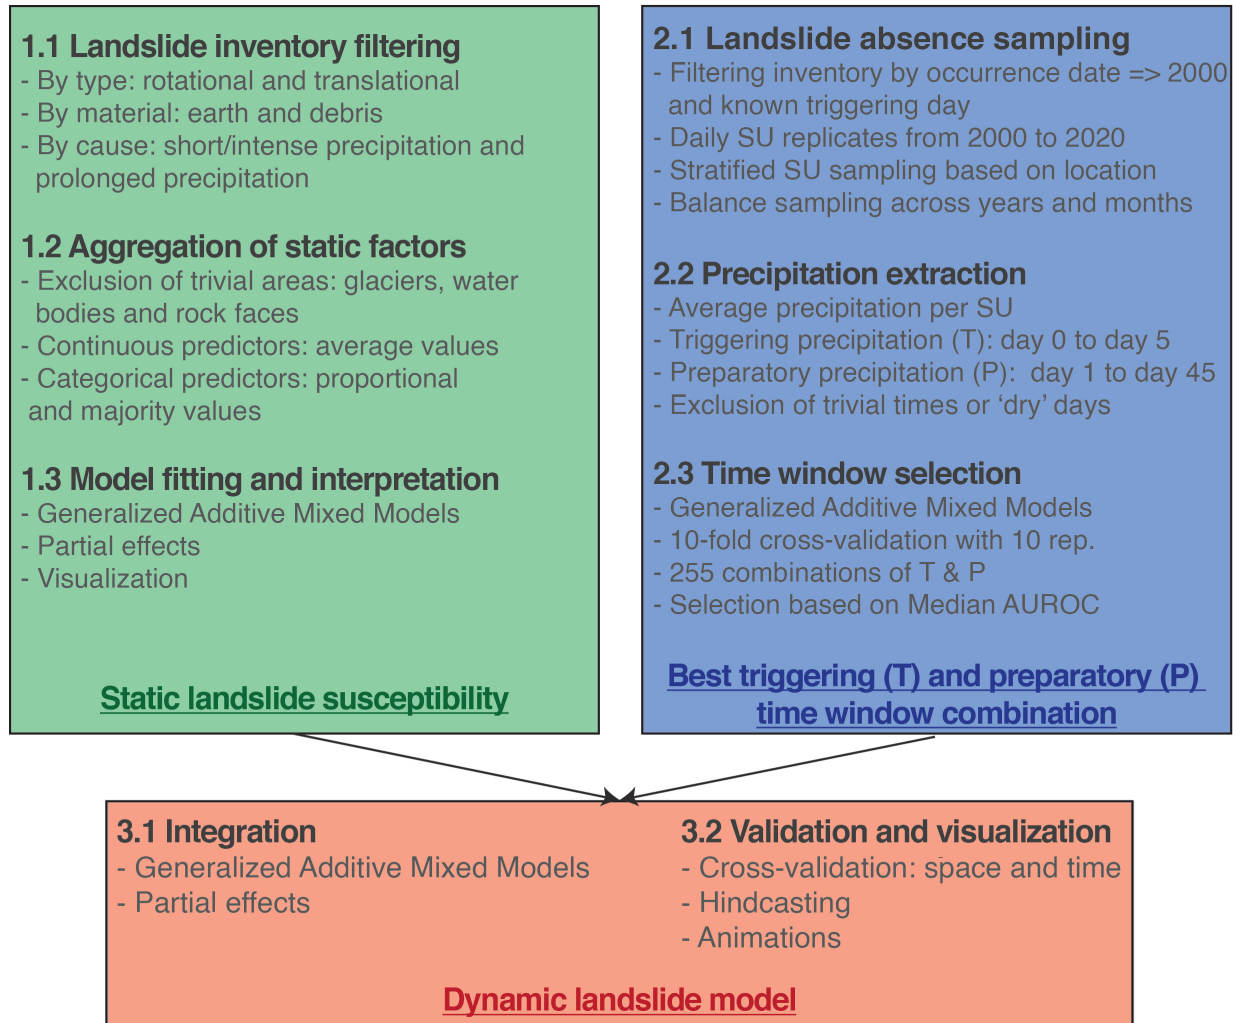 1.1 Landslide inventory filtering
- By type: rotational and translational
- By material: earth and debris
- By cause: short/intense precipitation and
prolonged precipitation
1.2 Aggregation of static factors
- Exclusion of trivial areas: glaciers, water
bodies and rock faces
- Continuous predictors: average values
- Categorical predictors: proportional
and majority values
1.3 Model fitting and interpretation
- Generalized Additive Mixed Models
- Partial effects
- Visualization
Static landslide susceptibility
2.1 Landslide absence sampling
- Filtering inventory by occurrence date => 2000
and known triggering day
- Daily SU replicates from 2000 to 2020
- Stratified SU sampling based on location
- Balance sampling across years and months
2.2 Precipitation extraction
- Average precipitation per SU
- Triggering precipitation (T): day 0 to day 5
- Preparatory precipitation (P): day 1 to day 45
- Exclusion of trivial times or ‘dry’ days
2.3 Time window selection
- Generalized Additive Mixed Models
- 10-fold cross-validation with 10 rep.
- 255 combinations of T & P
- Selection based on Median AUROC
Best triggering (T) and preparatory (P)
time window combination
3.1 Integration
- Generalized Additive Mixed Models
- Partial effects
3.2 Validation and visualization
- Cross-validation: space and time
- Hindcasting
- Animations
Dynamic landslide model